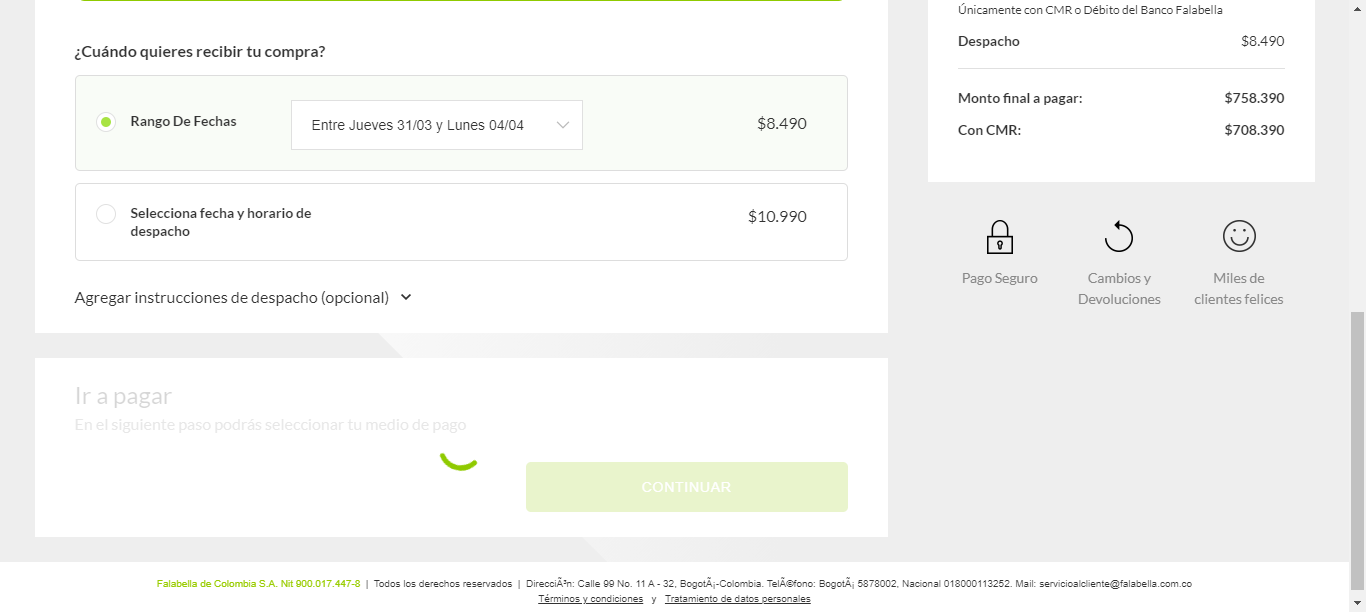 Únicamente con CMR o Débito del Banco Falabella
Despacho $8.490
Monto final a pagar: $758.390
Con CMR: $708.390
¿Cuándo quieres recibir tu compra?
Rango De Fechas Entre Jueves 31/03 y Lunes 04/04 $8.490
Selecciona fecha y horario de $10.990
despacho
Agregar instrucciones de despacho (opcional)
Pago Seguro
Cambios y
Devoluciones
Miles de
clientes felices
Ir a pagar
En el siguiente paso podrás seleccionar tu medio de pago
CONTINUAR
Falabella de Colombia S.A. Nit 900.017.447-8 | Todos los derechos reservados | DirecciÃ³n: Calle 99 No. 11 A - 32, BogotÃ¡-Colombia. TelÃ©fono: BogotÃ¡ 5878002, Nacional 018000113252. Mail: servicioalcliente@falabella.com.co
Términos y condiciones y Tratamiento de datos personales